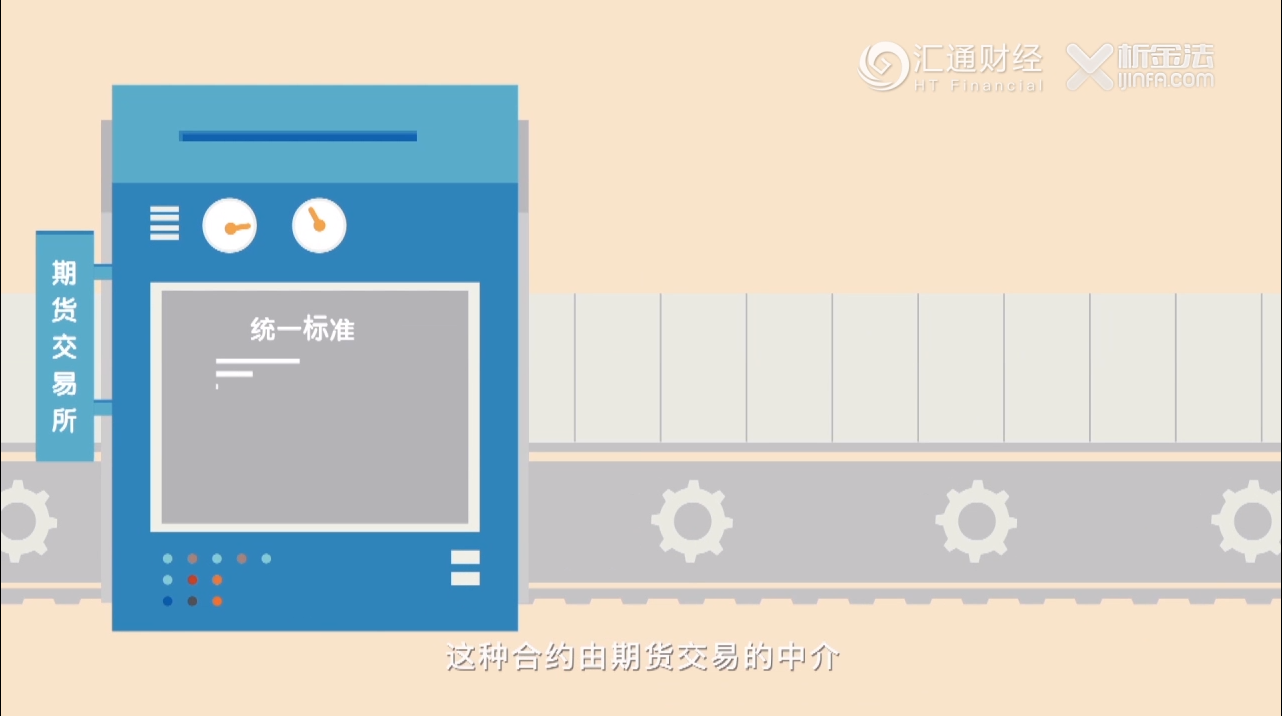 汇通财经
HT Financial
析金法
IJINFA.COM
期货交易所
统一标准
这种合约由期货交易的中介